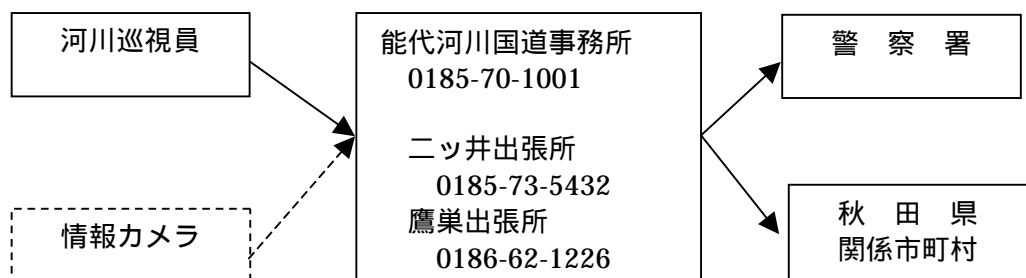 河川巡視員
情報カメラ
能代河川国道事務所
0185-70-1001
二ッ井出張所
0185-73-5432
鷹巣出張所
0186-62-1226
警 察 署
秋 田 県
関係市町村